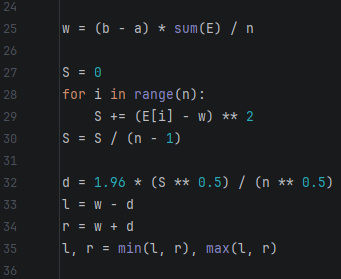 24
25 w = (b - a) * sum(E) / n
26
27 S = 0
28 for i in range(n):
29     S += (E[i] - w) ** 2
30 S = S / (n - 1)
31
32 d = 1.96 * (S ** 0.5) / (n ** 0.5)
33 l = w - d
34 r = w + d
35 l, r = min(l, r), max(l, r)
36